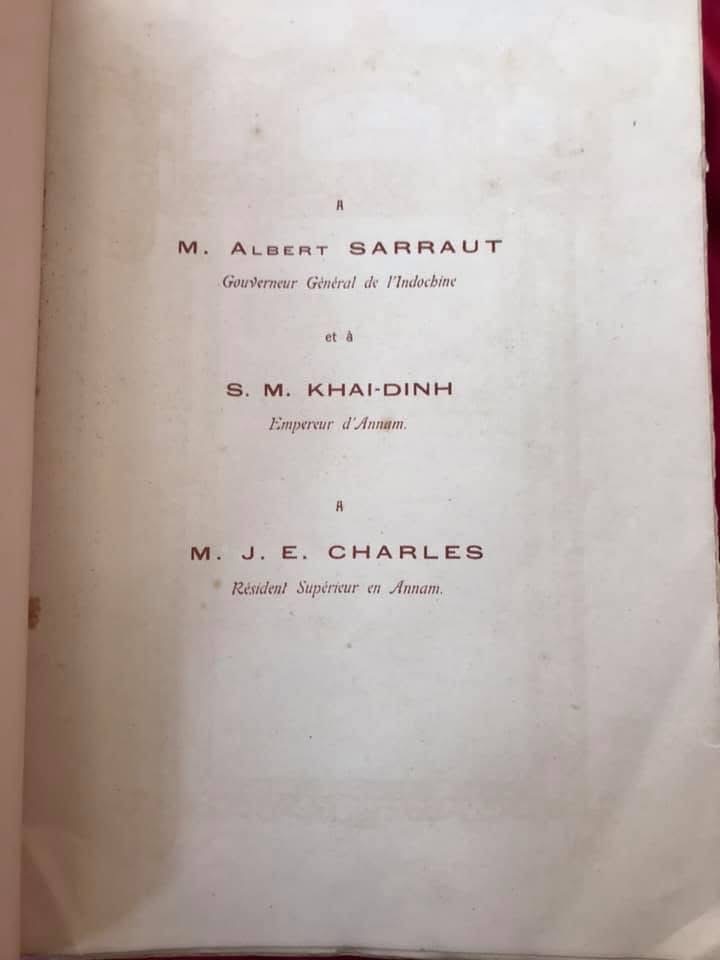 A
M. ALBERT SARRAUT
Gouverneur Général de l'Indochine
et à
S. M. KHAI-DINH
Empereur d'Annam.
A
M. J. E. CHARLES
Résident Supérieur en Annam.